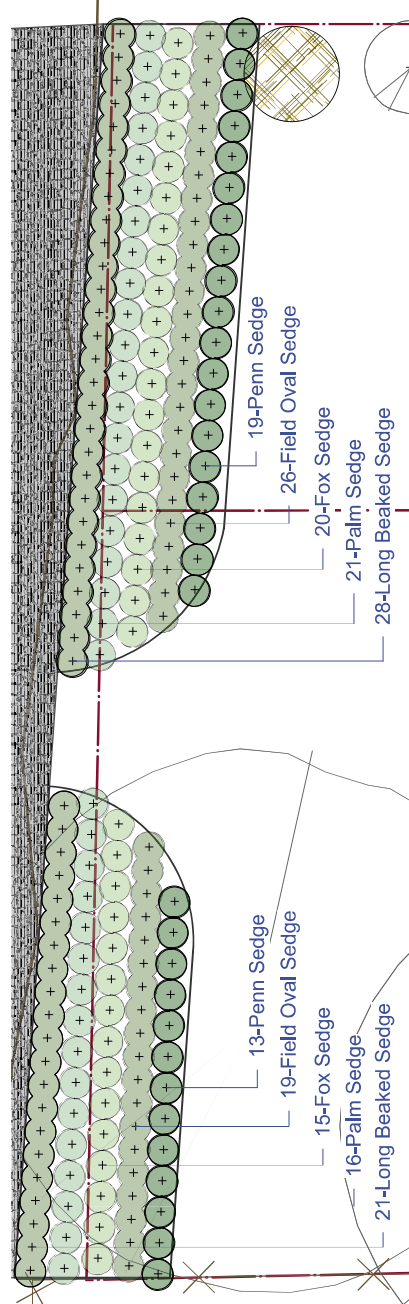 19-Penn Sedge
26-Field Oval Sedge
20-Fox Sedge
21-Palm Sedge
28-Long Beaked Sedge
13-Penn Sedge
19-Field Oval Sedge
15-Fox Sedge
16-Palm Sedge
21-Long Beaked Sedge